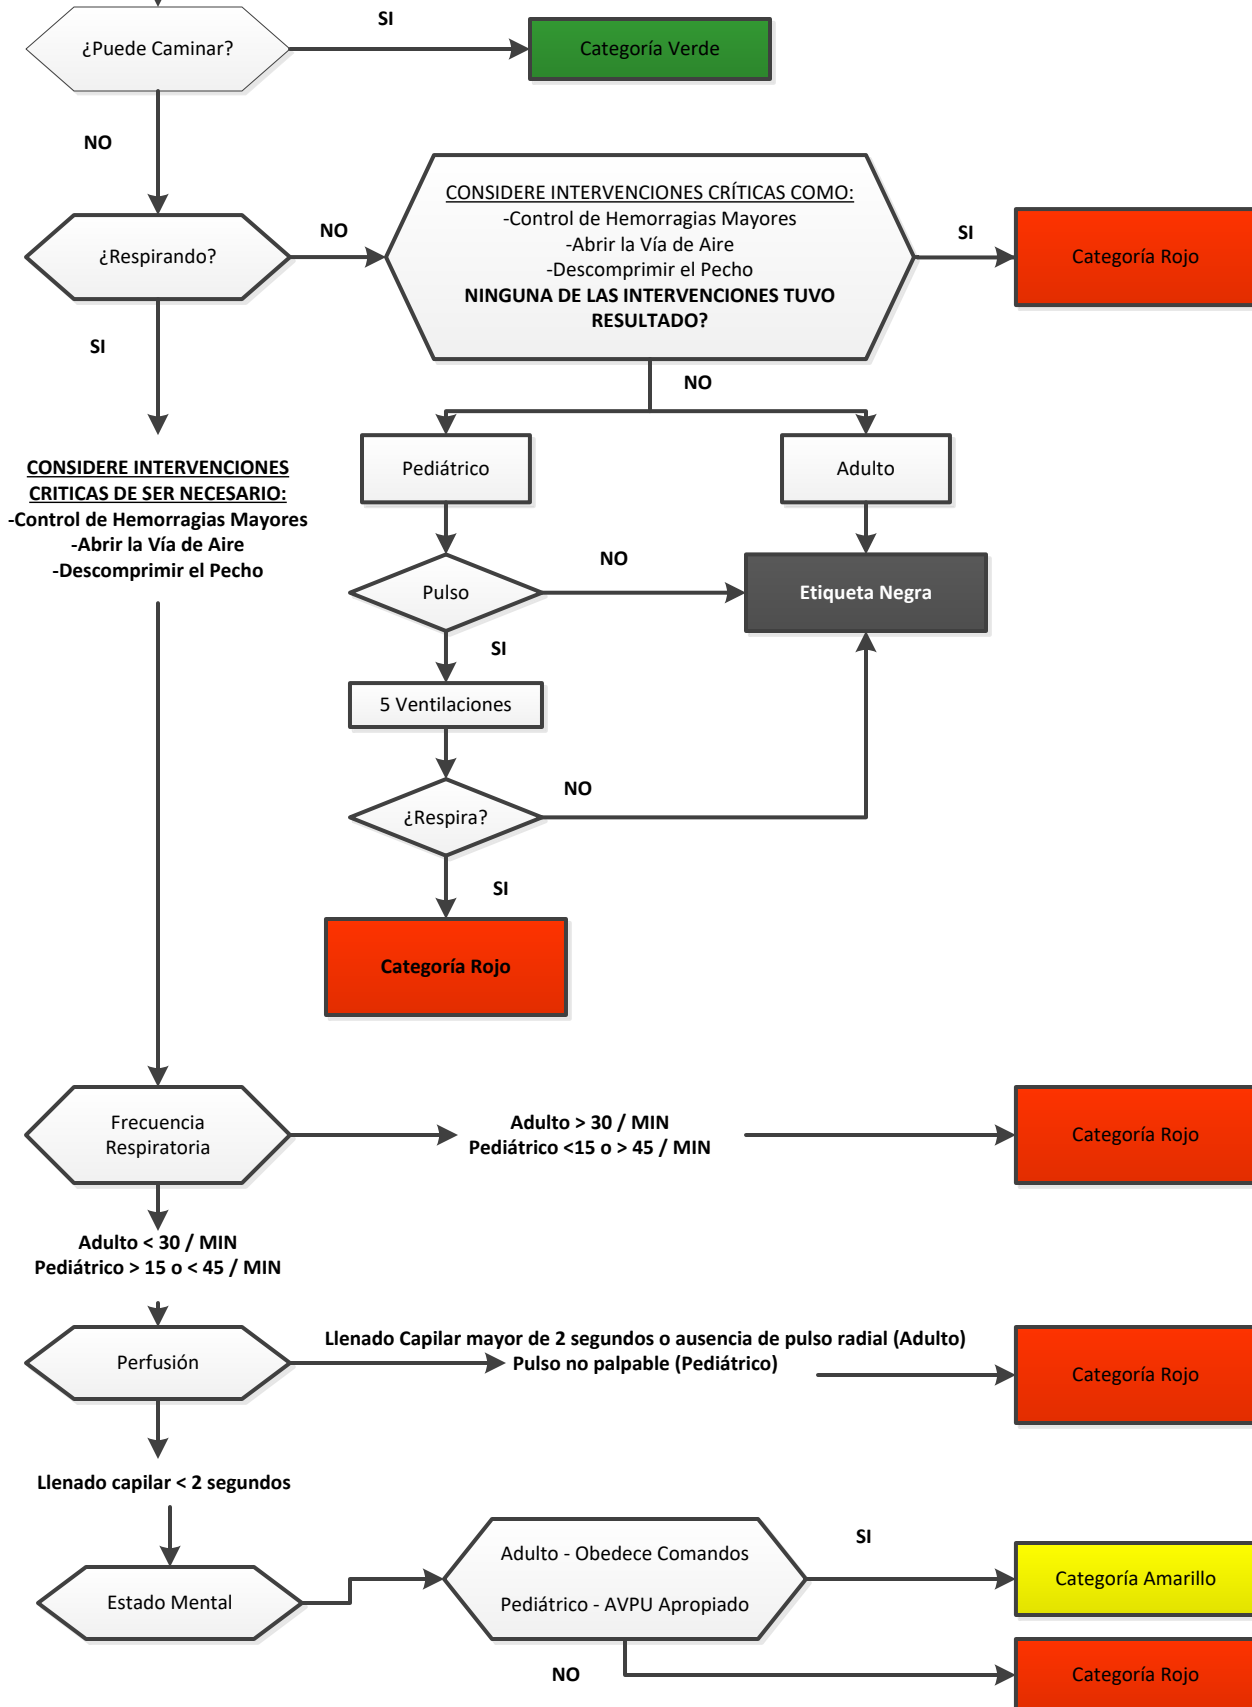 SI
¿Puede Caminar?
Categoría Verde
NO
CONSIDERE INTERVENCIONES CRÍTICAS COMO:
-Control de Hemorragias Mayores
-Abrir la Vía de Aire
-Descomprimir el Pecho
NINGUNA DE LAS INTERVENCIONES TUVO
RESULTADO?
¿Respirando?
NO
SI
Categoría Rojo
SI
NO
CONSIDERE INTERVENCIONES
CRITICAS DE SER NECESARIO:
-Control de Hemorragias Mayores
-Abrir la Vía de Aire
-Descomprimir el Pecho
Pediátrico
Adulto
Pulso
NO
Etiqueta Negra
SI
5 Ventilaciones
¿Respira?
NO
SI
Categoría Rojo
Frecuencia
Respiratoria
Adulto > 30 / MIN
Pediátrico <15 o > 45 / MIN
Categoría Rojo
Adulto < 30 / MIN
Pediátrico > 15 o < 45 / MIN
Perfusión
Llenado Capilar mayor de 2 segundos o ausencia de pulso radial (Adulto)
Pulso no palpable (Pediátrico)
Categoría Rojo
Llenado capilar < 2 segundos
Estado Mental
Adulto - Obedece Comandos
Pediátrico - AVPU Apropiado
SI
Categoría Amarillo
NO
Categoría Rojo